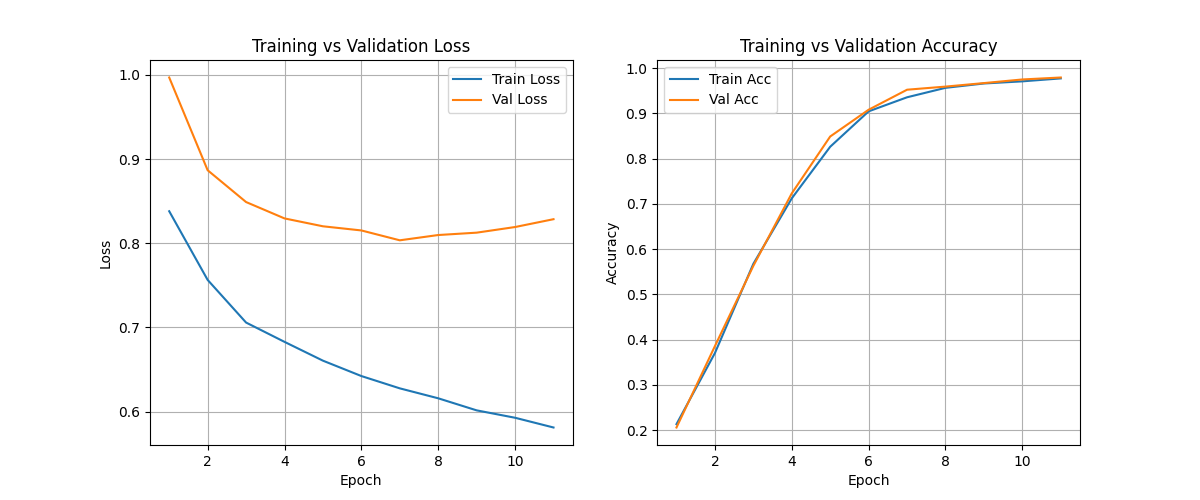 Training vs Validation Loss
Train Loss
Val Loss
1.0
0.9
0.8
0.7
0.6
Loss
2 4 6 8 10
Epoch
Training vs Validation Accuracy
Train Acc
Val Acc
1.0
0.9
0.8
0.7
0.6
0.5
0.4
0.3
0.2
Accuracy
2 4 6 8 10
Epoch